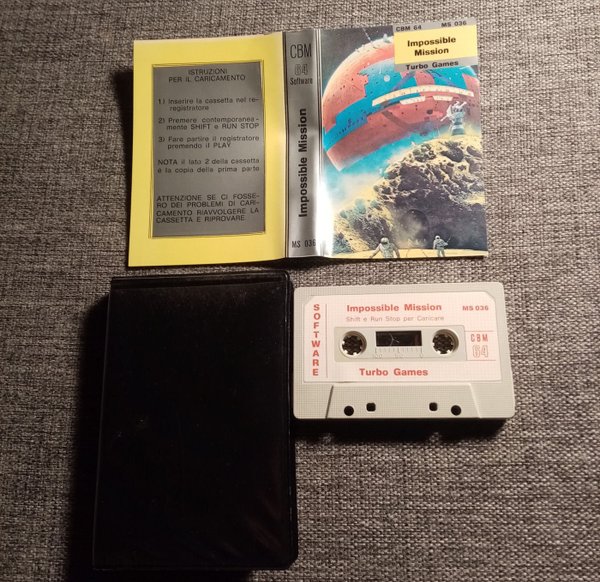 ISTRUZIONI
PER IL CARICAMENTO
1) Inserire la cassetta nel re-
registratore
2) Premere contemporanea-
mente SHIFT e RUN STOP
3) Fare partire il registratore
premendo il PLAY
NOTA il lato 2 della cassetta
è la copia della prima parte
ATTENZIONE SE CI FOSSE-
RO DEI PROBLEMI DI CARI-
CAMENTO RIAVVOLGERE LA
CASSETTA E RIPROVARE
CBM
64
Software
Impossible Mission
MS 036
CBM 64 MS 036
Impossible
Mission
Turbo Games
SOFTWARE
Impossible Mission MS 036
Shift e Run Stop per Caricare
CBM
64
Turbo Games